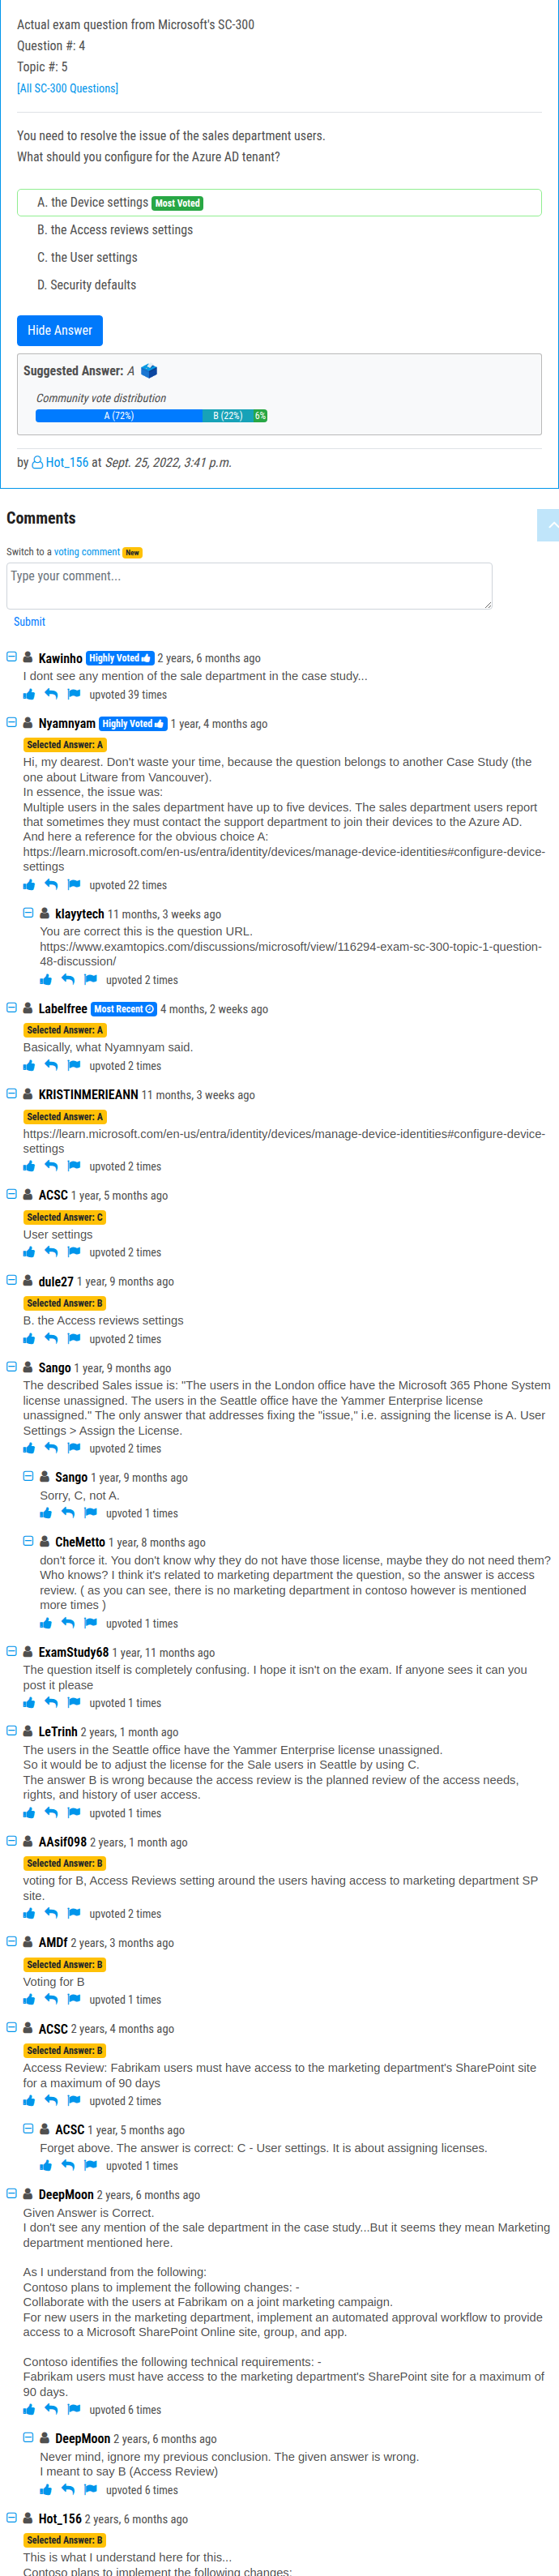 Actual exam question from Microsoft's SC-300
Question #: 4
Topic #: 5
[All SC-300 Questions]
You need to resolve the issue of the sales department users.
What should you configure for the Azure AD tenant?
A. the Device settings Most Voted
B. the Access reviews settings
C. the User settings
D. Security defaults
Hide Answer
Suggested Answer: A
Community vote distribution
A (72%) B (22%) 6%
by Hot_156 at Sept. 25, 2022, 3:41 p.m.
Comments
Switch to a voting comment New
Type your comment...
Submit
Kawinho Highly Voted 2 years, 6 months ago
I dont see any mention of the sale department in the case study...
upvoted 39 times
Nyamnyam Highly Voted 1 year, 4 months ago
Selected Answer: A
Hi, my dearest. Don't waste your time, because the question belongs to another Case Study (the
one about Litware from Vancouver).
In essence, the issue was:
Multiple users in the sales department have up to five devices. The sales department users report
that sometimes they must contact the support department to join their devices to the Azure AD.
And here a reference for the obvious choice A:
https://learn.microsoft.com/en-us/entra/identity/devices/manage-device-identities#configure-device-
settings
upvoted 22 times
klayytech 11 months, 3 weeks ago
You are correct this is the question URL.
https://www.examtopics.com/discussions/microsoft/view/116294-exam-sc-300-topic-1-question-
48-discussion/
upvoted 2 times
Labelfree Most Recent 4 months, 2 weeks ago
Selected Answer: A
Basically, what Nyamnyam said.
upvoted 2 times
KRISTINMERIEANN 11 months, 3 weeks ago
Selected Answer: A
https://learn.microsoft.com/en-us/entra/identity/devices/manage-device-identities#configure-device-
settings
upvoted 2 times
ACSC 1 year, 5 months ago
Selected Answer: C
User settings
upvoted 2 times
dule27 1 year, 9 months ago
Selected Answer: B
B. the Access reviews settings
upvoted 2 times
Sango 1 year, 9 months ago
The described Sales issue is: "The users in the London office have the Microsoft 365 Phone System
license unassigned. The users in the Seattle office have the Yammer Enterprise license
unassigned." The only answer that addresses fixing the "issue," i.e. assigning the license is A. User
Settings > Assign the License.
upvoted 2 times
Sango 1 year, 9 months ago
Sorry, C, not A.
upvoted 1 times
CheMetto 1 year, 8 months ago
don't force it. You don't know why they do not have those license, maybe they do not need them?
Who knows? I think it's related to marketing department the question, so the answer is access
review. ( as you can see, there is no marketing department in contoso however is mentioned
more times )
upvoted 1 times
ExamStudy68 1 year, 11 months ago
The question itself is completely confusing. I hope it isn't on the exam. If anyone sees it can you
post it please
upvoted 1 times
LeTrinh 2 years, 1 month ago
The users in the Seattle office have the Yammer Enterprise license unassigned.
So it would be to adjust the license for the Sale users in Seattle by using C.
The answer B is wrong because the access review is the planned review of the access needs,
rights, and history of user access.
upvoted 1 times
AAsif098 2 years, 1 month ago
Selected Answer: B
voting for B, Access Reviews setting around the users having access to marketing department SP
site.
upvoted 2 times
AMDf 2 years, 3 months ago
Selected Answer: B
Voting for B
upvoted 1 times
ACSC 2 years, 4 months ago
Selected Answer: B
Access Review: Fabrikam users must have access to the marketing department's SharePoint site
for a maximum of 90 days
upvoted 2 times
ACSC 1 year, 5 months ago
Forget above. The answer is correct: C - User settings. It is about assigning licenses.
upvoted 1 times
DeepMoon 2 years, 6 months ago
Given Answer is Correct.
I don't see any mention of the sale department in the case study...But it seems they mean Marketing
department mentioned here.
As I understand from the following:
Contoso plans to implement the following changes: -
Collaborate with the users at Fabrikam on a joint marketing campaign.
For new users in the marketing department, implement an automated approval workflow to provide
access to a Microsoft SharePoint Online site, group, and app.
Contoso identifies the following technical requirements: -
Fabrikam users must have access to the marketing department's SharePoint site for a maximum of
90 days.
upvoted 6 times
DeepMoon 2 years, 6 months ago
Never mind, ignore my previous conclusion. The given answer is wrong.
I meant to say B (Access Review)
upvoted 6 times
Hot_156 2 years, 6 months ago
Selected Answer: B
This is what I understand here for this...
Contoso plans to implement the following changes: